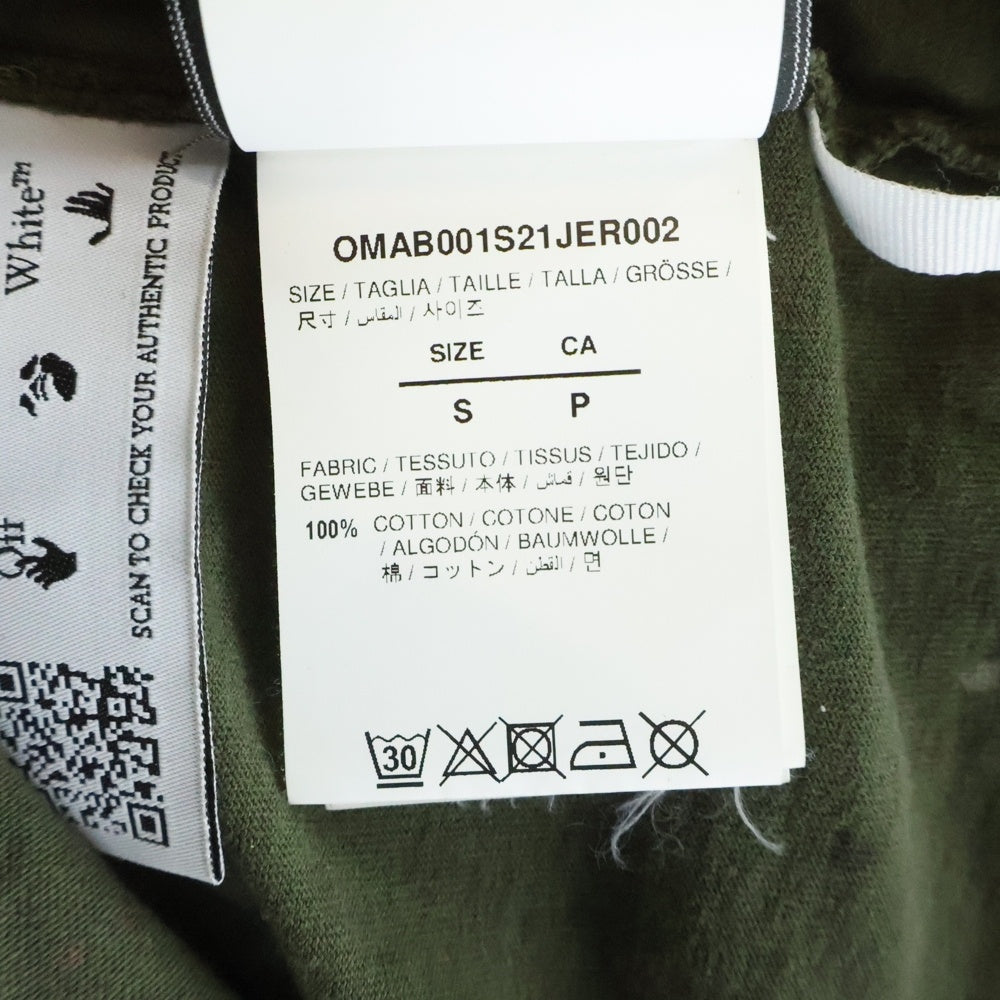 OMAB001S21JER002
SIZE / TAGLIA / TAILLE / TALLA / GRÖSSE /
尺寸 / المقاس / 사이즈
SIZE CA
S P
FABRIC / TESSUTO / TISSUS / TEJIDO /
GEWEBE / 面料 / 本体 / قماش / 원단
100% COTTON / COTONE / COTON
/ ALGODÓN / BAUMWOLLE /
棉 / コットン / القطن / 면
30
Off White™
SCAN TO CHECK YOUR AUTHENTIC PRODUCT